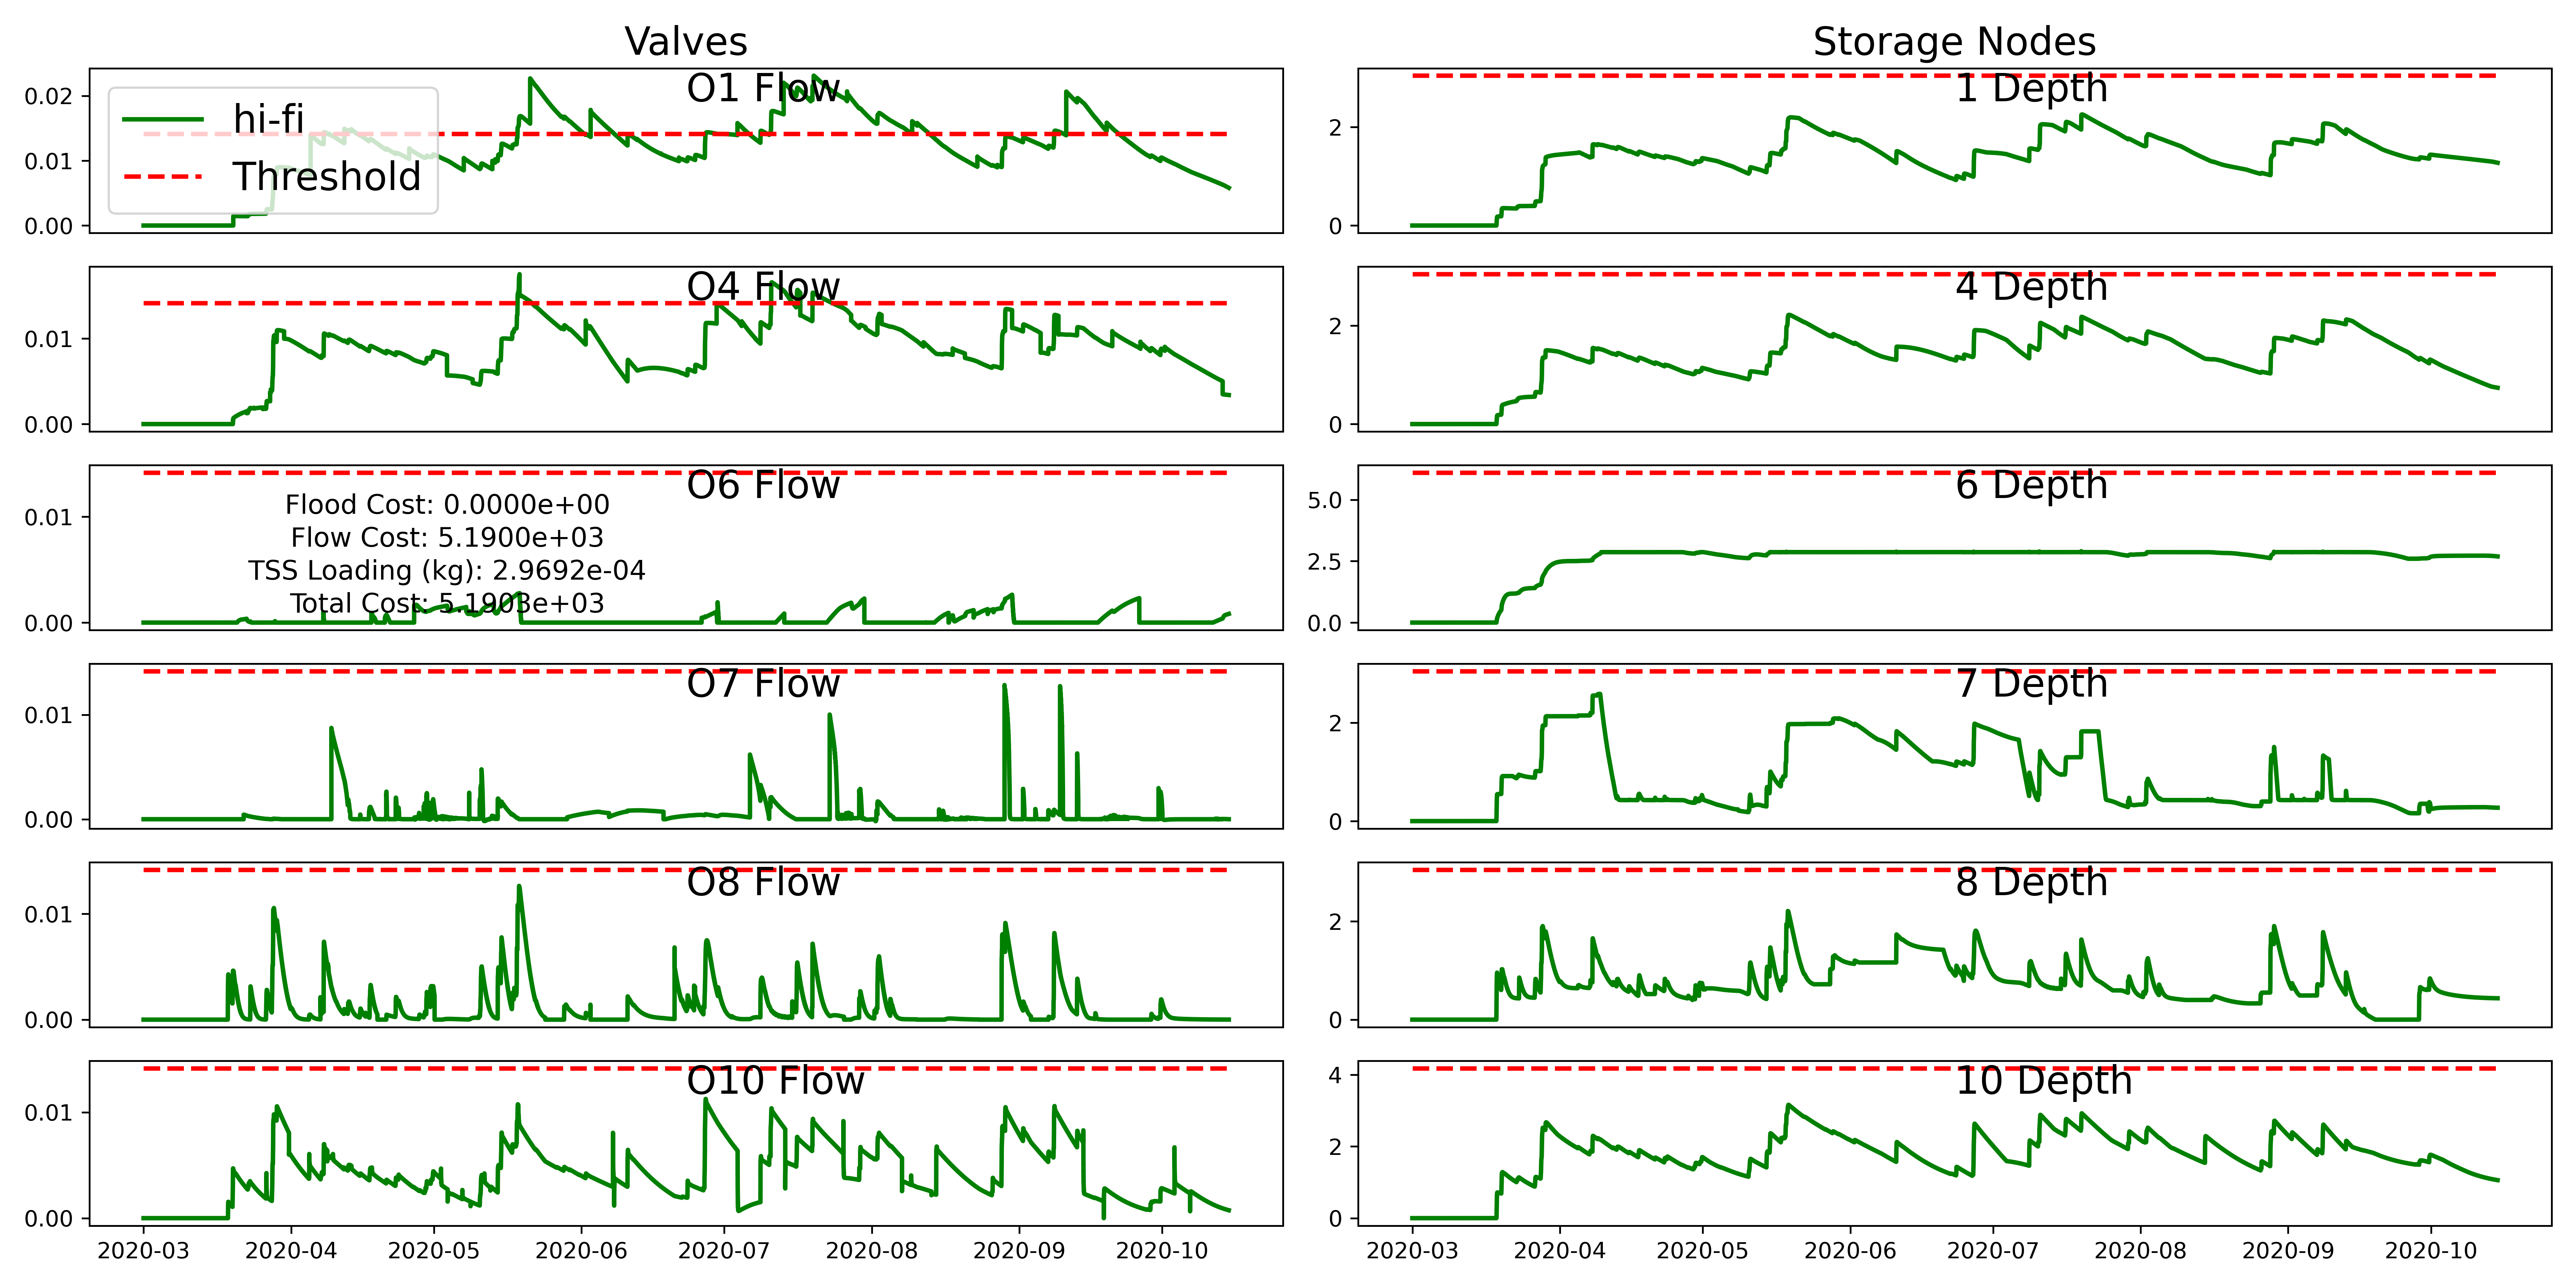 Valves
Storage Nodes
O1 Flow
hi-fi
Threshold
0.02
0.01
0.00
1 Depth
2
0
O4 Flow
0.01
0.00
4 Depth
2
0
O6 Flow
Flood Cost: 0.0000e+00
Flow Cost: 5.1900e+03
TSS Loading (kg): 2.9692e-04
Total Cost: 5.1903e+03
0.01
0.00
6 Depth
5.0
2.5
0.0
O7 Flow
0.01
0.00
7 Depth
2
0
O8 Flow
0.01
0.00
8 Depth
2
0
O10 Flow
0.01
0.00
2020-03 2020-04 2020-05 2020-06 2020-07 2020-08 2020-09 2020-10
10 Depth
4
2
0
2020-03 2020-04 2020-05 2020-06 2020-07 2020-08 2020-09 2020-10